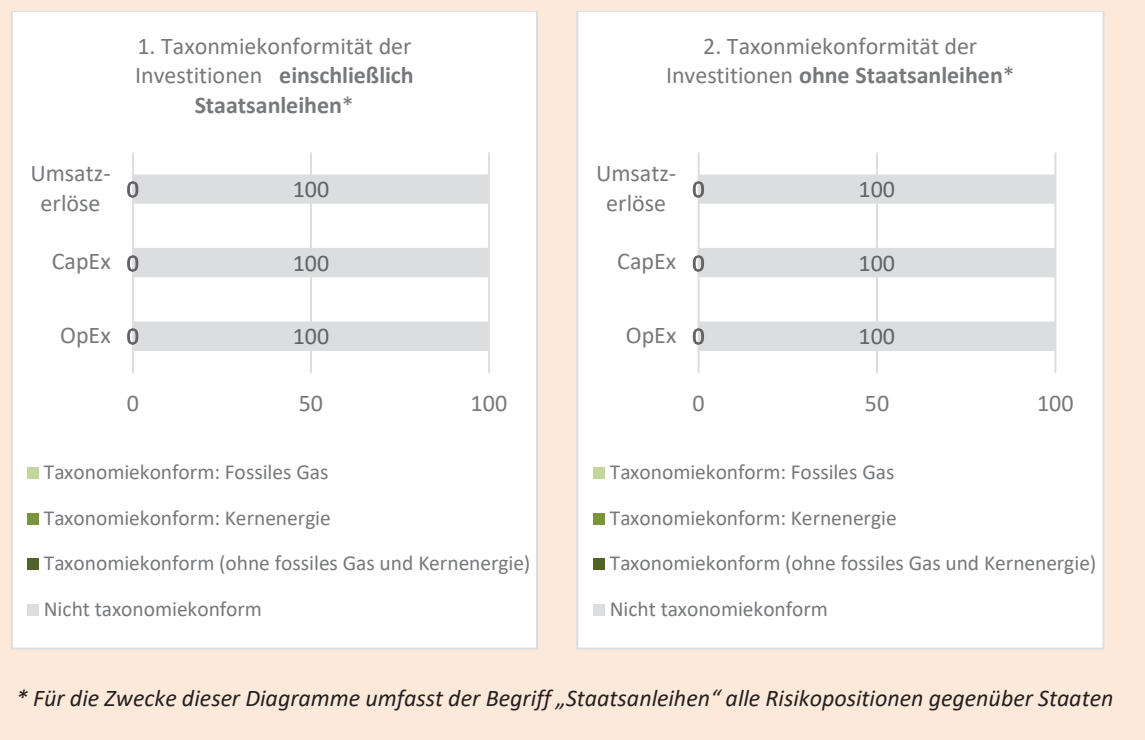 1. Taxonmiekonformität der
Investitionen einschließlich
Staatsanleihen*
Umsatz-
erlöse
0
100
CapEx
0
100
OpEx
0
100
0
50
100
Taxonomiekonform: Fossiles Gas
Taxonomiekonform: Kernenergie
Taxonomiekonform (ohne fossiles Gas und Kernenergie)
Nicht taxonomiekonform
2. Taxonmiekonformität der
Investitionen ohne Staatsanleihen*
Umsatz-
erlöse
0
100
CapEx
0
100
OpEx
0
100
0
50
100
Taxonomiekonform: Fossiles Gas
Taxonomiekonform: Kernenergie
Taxonomiekonform (ohne fossiles Gas und Kernenergie)
Nicht taxonomiekonform
* Für die Zwecke dieser Diagramme umfasst der Begriff „Staatsanleihen“ alle Risikopositionen gegenüber Staaten